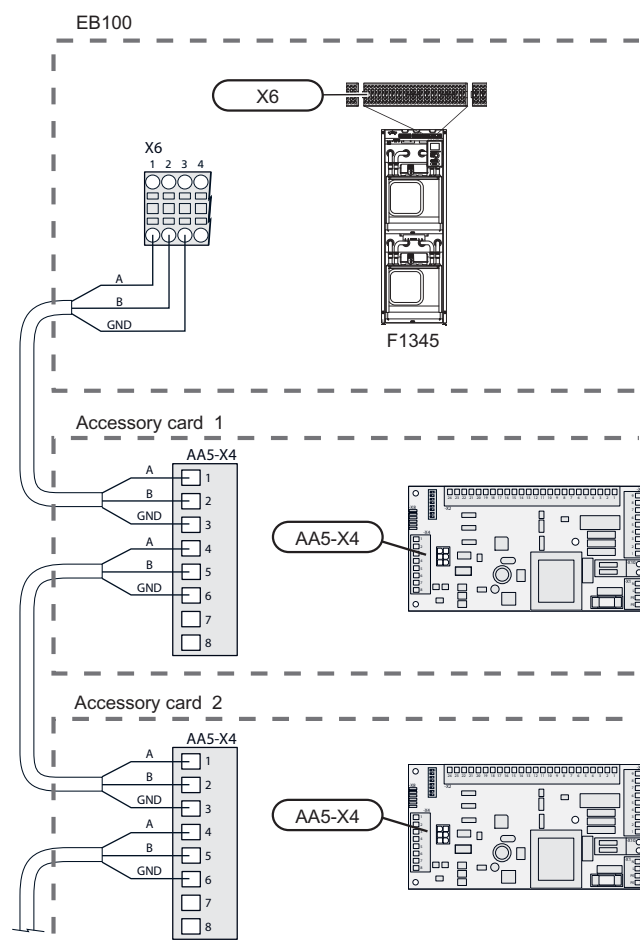 EB100
X6
X6
1 2 3 4
A
B
GND
F1345
Accessory card 1
AA5-X4
A 1
B 2
GND 3
A 4
B 5
GND 6
7
8
AA5-X4
Accessory card 2
AA5-X4
A 1
B 2
GND 3
A 4
B 5
GND 6
7
8
AA5-X4